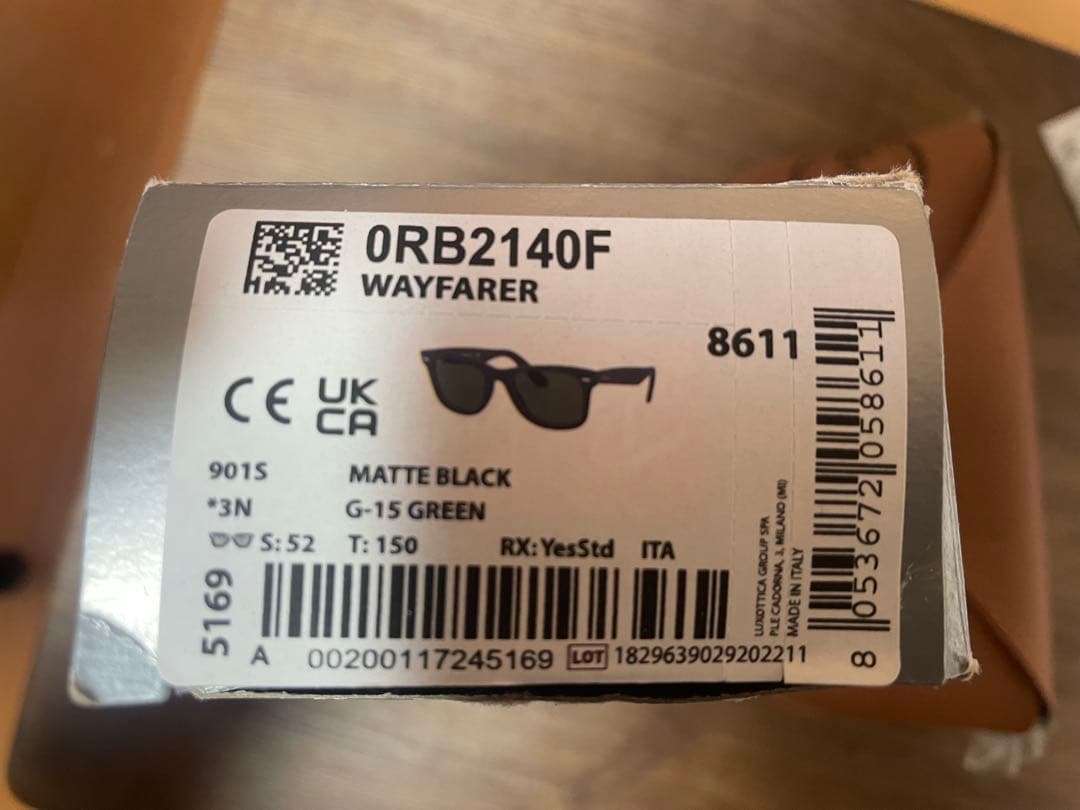 0RB2140F
WAYFARER
8611
CE UK CA
901S MATTE BLACK
*3N G-15 GREEN
S: 52 T: 150 RX: YesStd ITA
5169
A 00200117245169 LOT 1829639029202211
LUXOTTICA GROUP SPA
PLE CADORNA, 3, MILANO (MI)
MADE IN ITALY
8 053672 058611